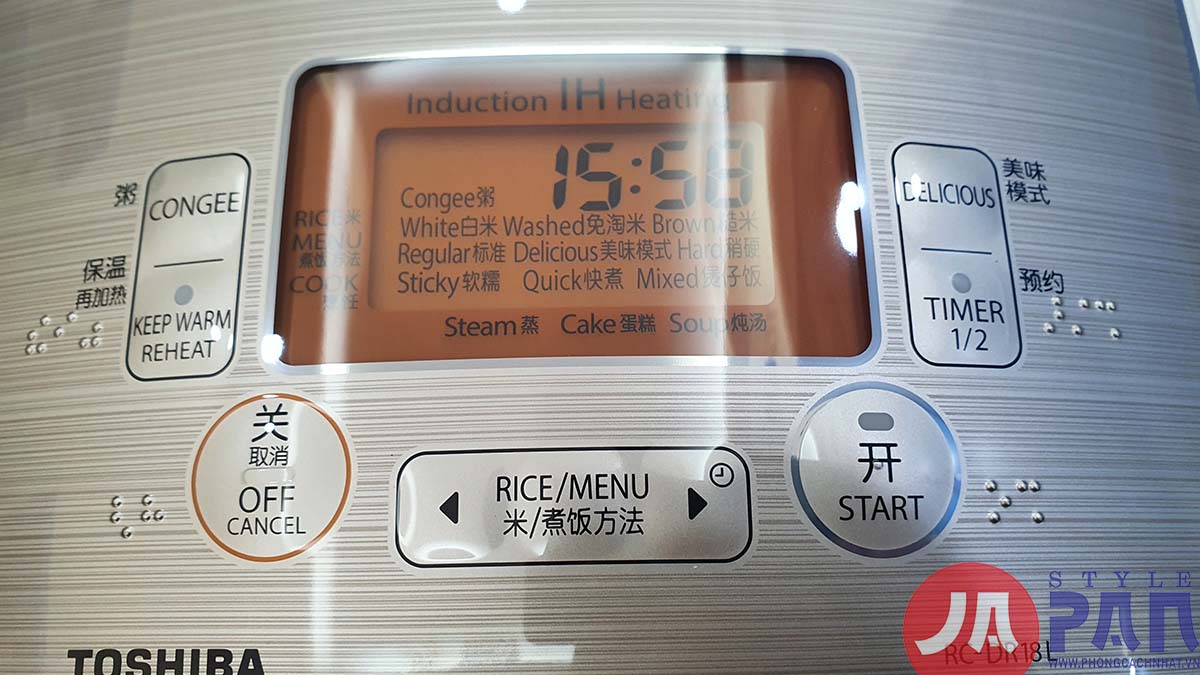 Induction IH Heating
15:58
Congee粥
White白米 Washed免淘米 Brown糙米
Regular标准 Delicious美味模式 Hard稍硬
Sticky软糯 Quick快煮 Mixed煲仔饭
RICE米
MENU
煮饭方法
COOK
烹饪
Steam蒸 Cake蛋糕 Soup炖汤
粥
CONGEE
保温
再加热
KEEP WARM
REHEAT
DELICIOUS
美味
模式
预约
TIMER
1/2
关
取消
OFF
CANCEL
RICE/MENU
米/煮饭方法
开
START
TOSHIBA
RC-DR18L
STYLE
JAPAN
WWW.PHONGCACHNHAT.VN